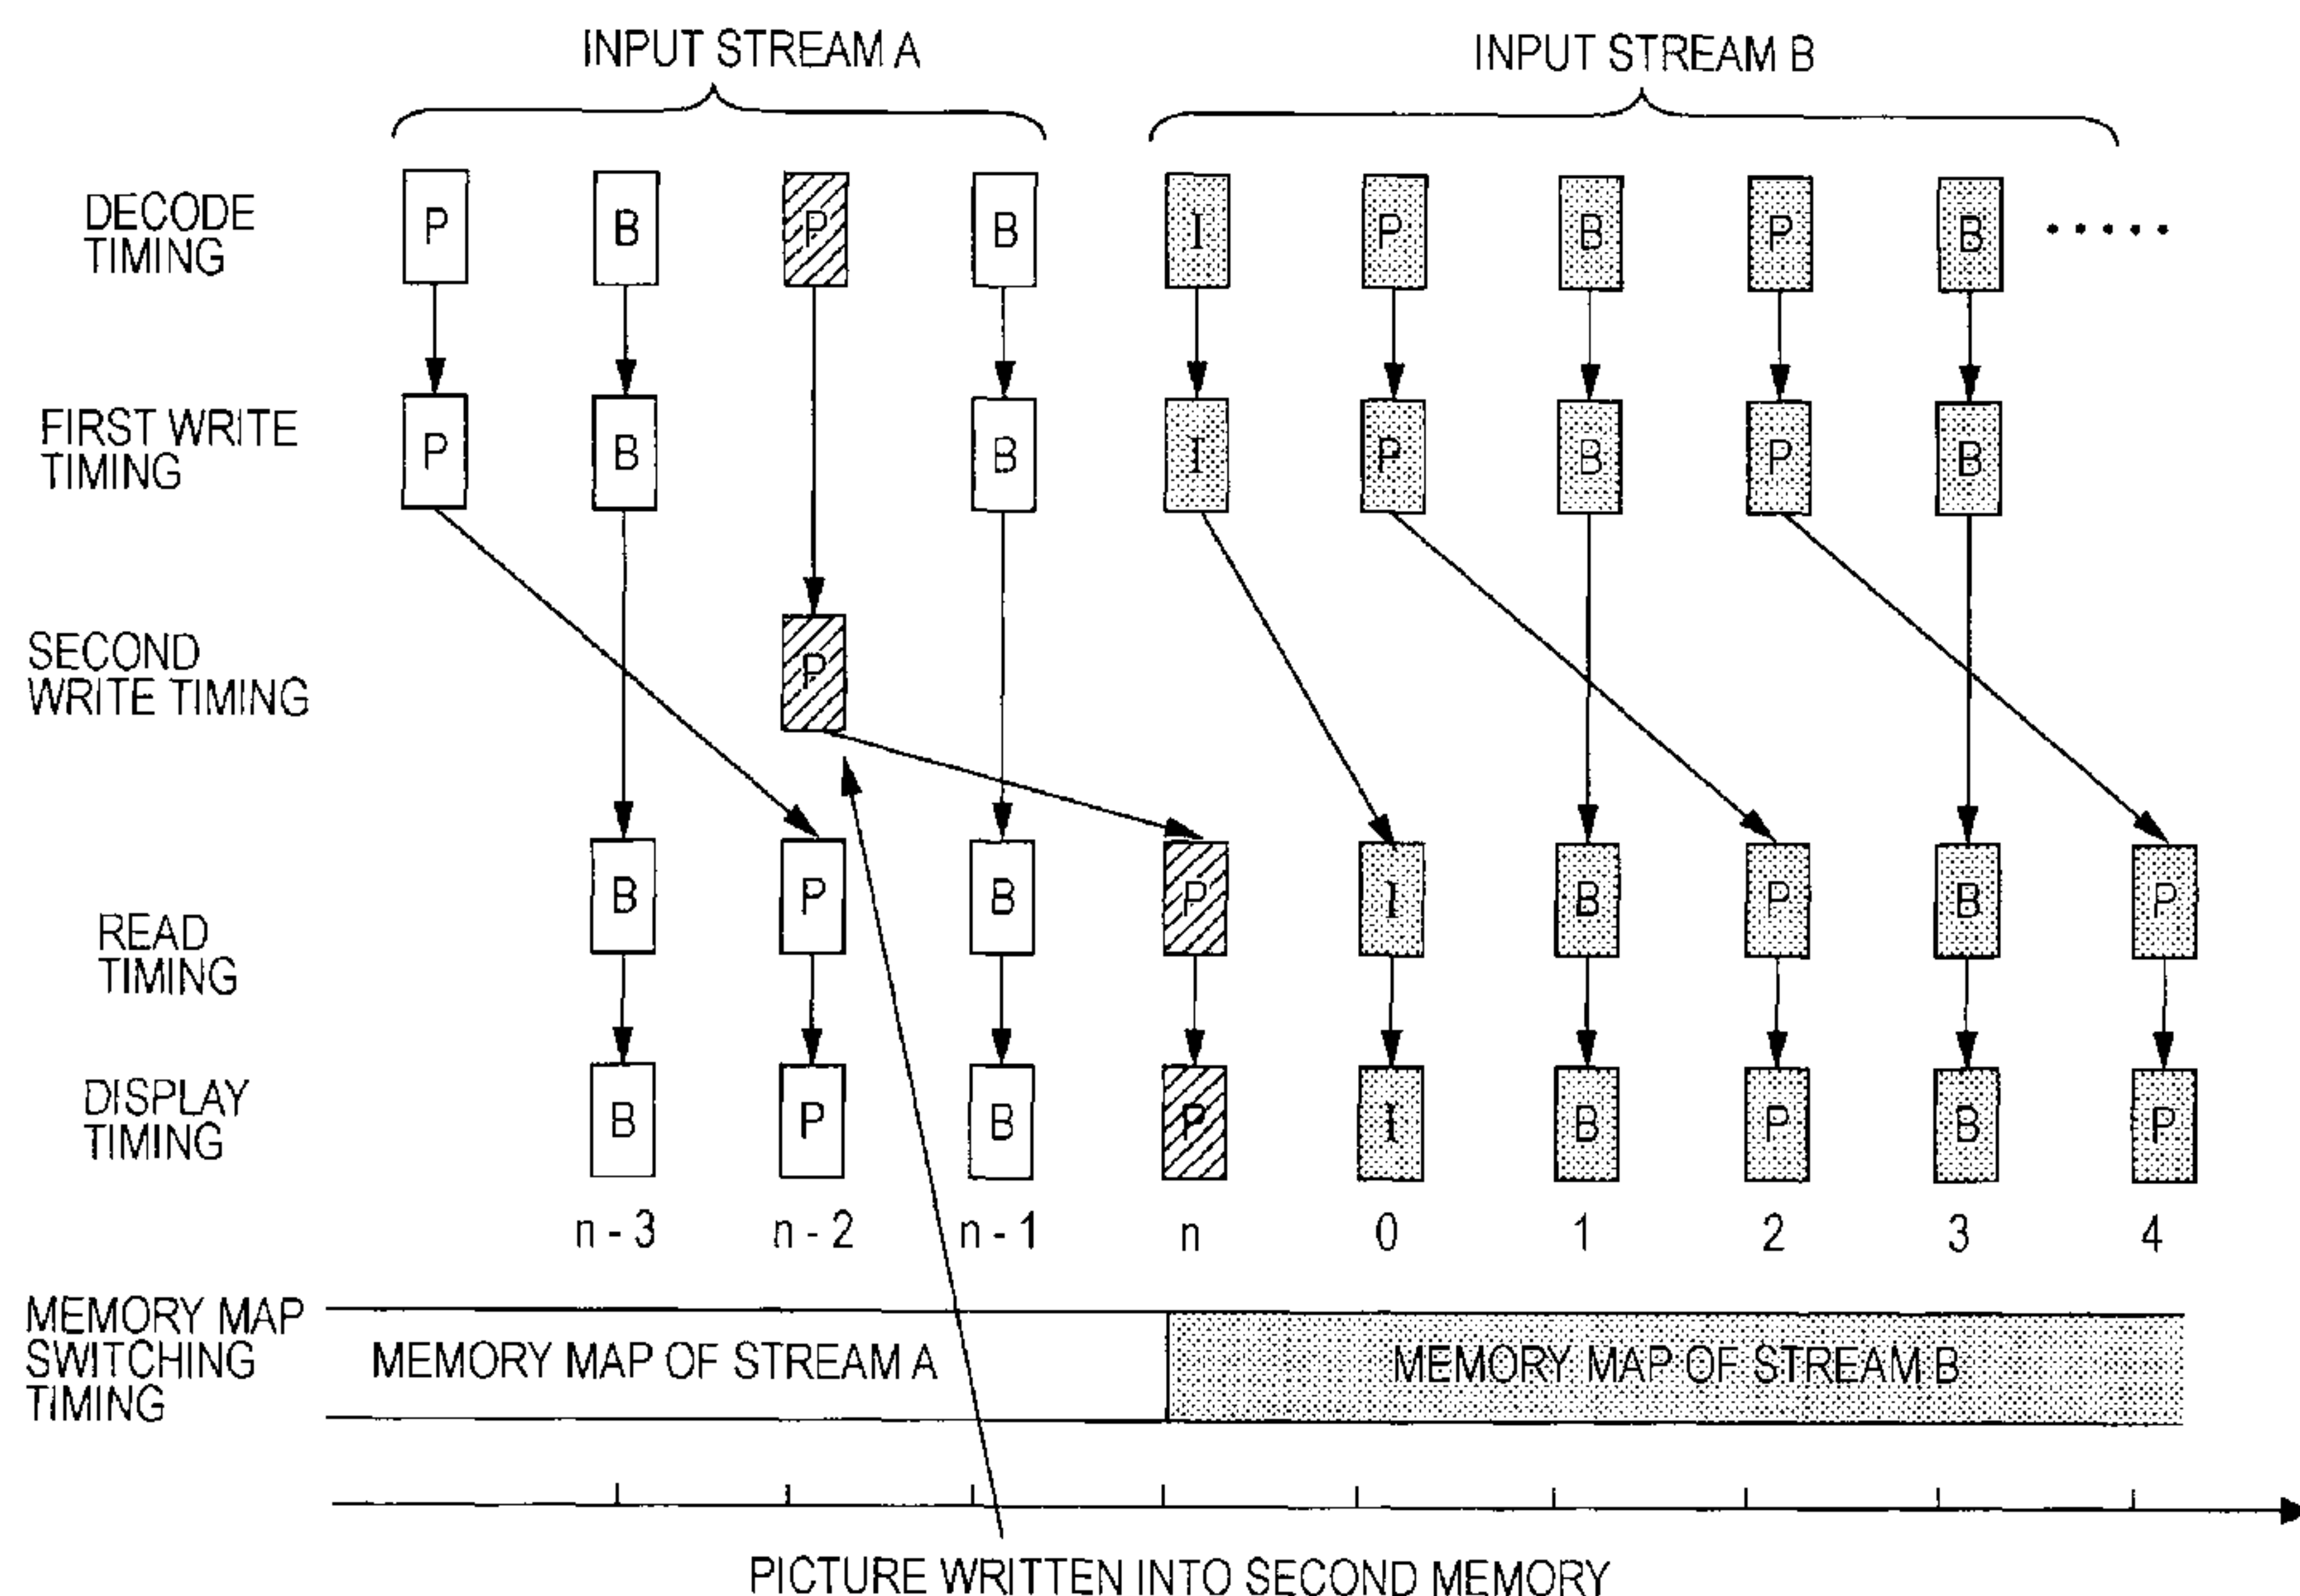 INPUT STREAM A
INPUT STREAM B
DECODE
TIMING
P B P B I P B P B .....
FIRST WRITE
TIMING
P B B I P B P B
SECOND
WRITE TIMING
P
READ
TIMING
B P B P I B P B P
DISPLAY
TIMING
B P B P I B P B P
n - 3 n - 2 n - 1 n 0 1 2 3 4
MEMORY MAP
SWITCHING
TIMING
MEMORY MAP OF STREAM A
MEMORY MAP OF STREAM B
PICTURE WRITTEN INTO SECOND MEMORY